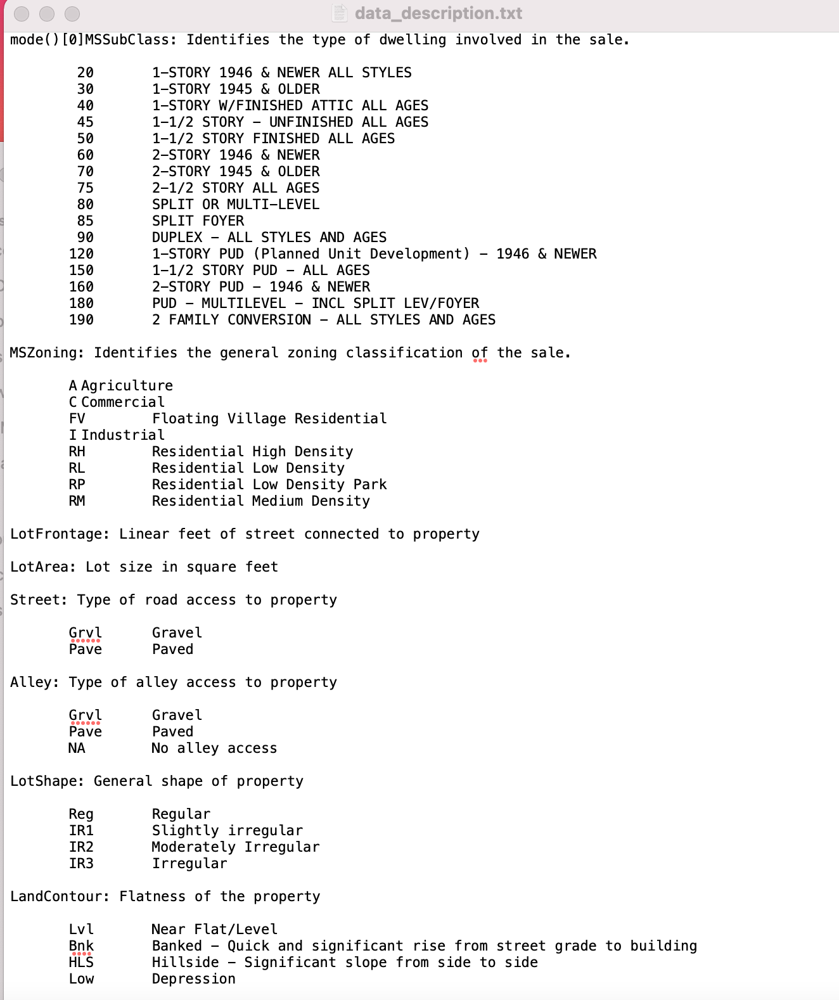 data_description.txt
mode()[0]MSSubClass: Identifies the type of dwelling involved in the sale.
20 1-STORY 1946 & NEWER ALL STYLES
30 1-STORY 1945 & OLDER
40 1-STORY W/FINISHED ATTIC ALL AGES
45 1-1/2 STORY - UNFINISHED ALL AGES
50 1-1/2 STORY FINISHED ALL AGES
60 2-STORY 1946 & NEWER
70 2-STORY 1945 & OLDER
75 2-1/2 STORY ALL AGES
80 SPLIT OR MULTI-LEVEL
85 SPLIT FOYER
90 DUPLEX - ALL STYLES AND AGES
120 1-STORY PUD (Planned Unit Development) - 1946 & NEWER
150 1-1/2 STORY PUD - ALL AGES
160 2-STORY PUD - 1946 & NEWER
180 PUD - MULTILEVEL - INCL SPLIT LEV/FOYER
190 2 FAMILY CONVERSION - ALL STYLES AND AGES
MSZoning: Identifies the general zoning classification of the sale.
A Agriculture
C Commercial
FV Floating Village Residential
I Industrial
RH Residential High Density
RL Residential Low Density
RP Residential Low Density Park
RM Residential Medium Density
LotFrontage: Linear feet of street connected to property
LotArea: Lot size in square feet
Street: Type of road access to property
Grvl Gravel
Pave Paved
Alley: Type of alley access to property
Grvl Gravel
Pave Paved
NA No alley access
LotShape: General shape of property
Reg Regular
IR1 Slightly irregular
IR2 Moderately Irregular
IR3 Irregular
LandContour: Flatness of the property
Lvl Near Flat/Level
Bnk Banked - Quick and significant rise from street grade to building
HLS Hillside - Significant slope from side to side
Low Depression